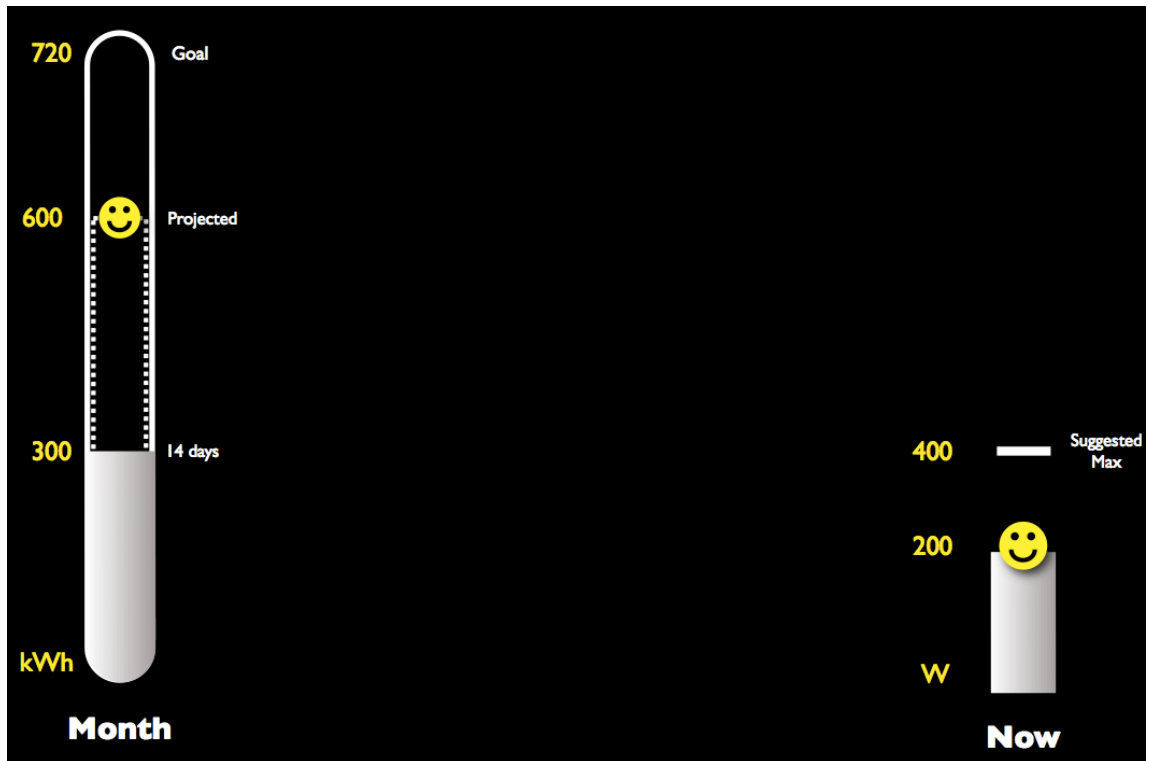 720 Goal
600 Projected
300 14 days
kWh
Month
400 Suggested
Max
200
W
Now